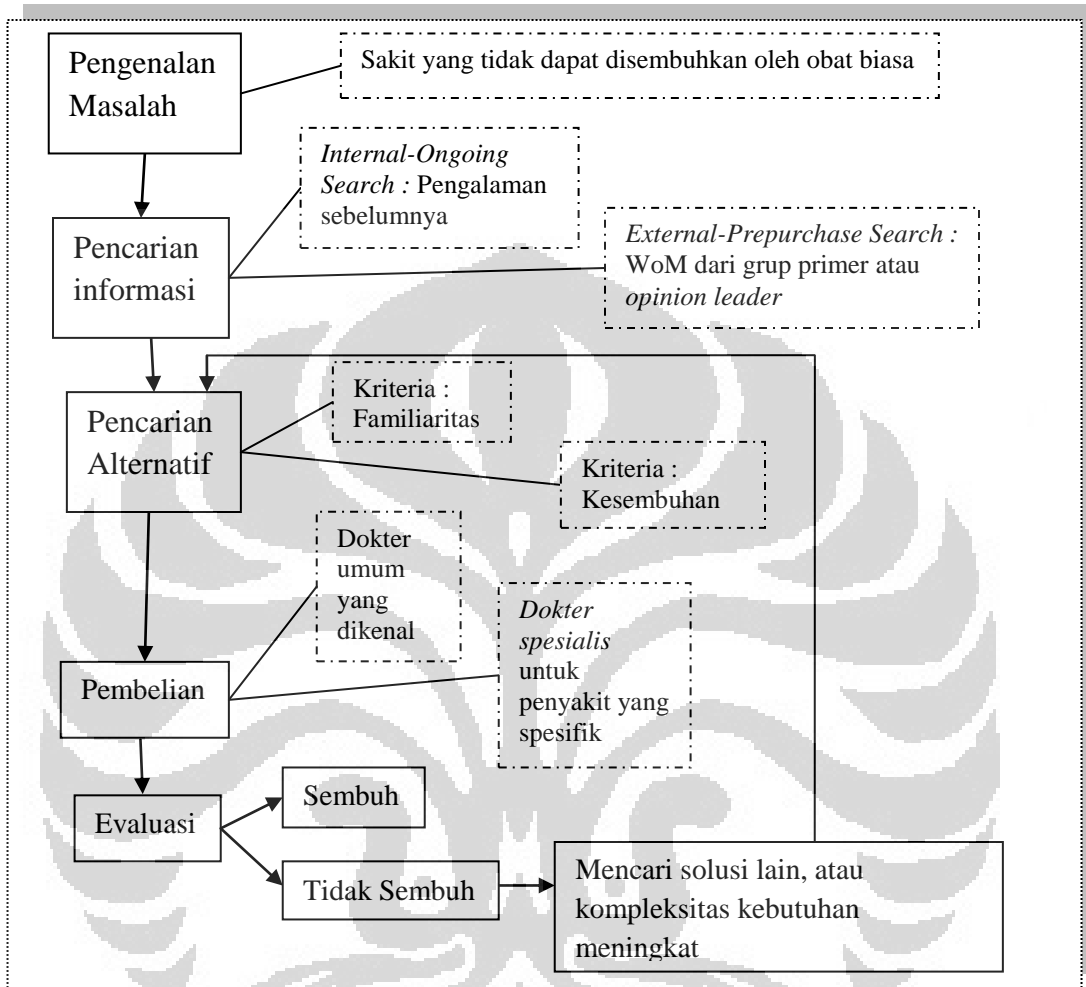 Pengenalan
Masalah
Sakit yang tidak dapat disembuhkan oleh obat biasa
Internal-Ongoing
Search : Pengalaman
sebelumnya
Pencarian
informasi
External-Prepurchase Search :
WoM dari grup primer atau
opinion leader
Pencarian
Alternatif
Kriteria :
Familiaritas
Kriteria :
Kesembuhan
Dokter
umum
yang
dikenal
Dokter
spesialis
untuk
penyakit yang
spesifik
Pembelian
Evaluasi
Sembuh
Tidak Sembuh
Mencari solusi lain, atau
kompleksitas kebutuhan
meningkat